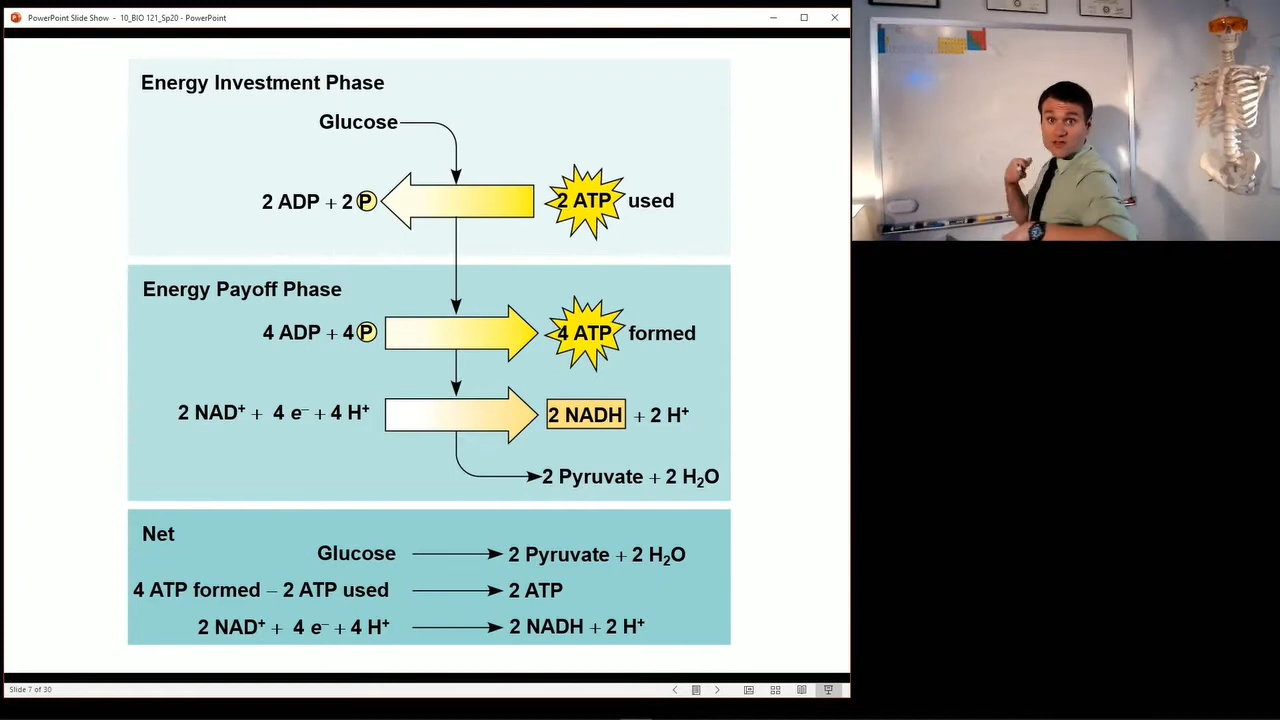 PowerPoint Slide Show - 10_BIO 121_Sp20 - PowerPoint
Energy Investment Phase
Glucose
2 ADP + 2 P
2 ATP used
Energy Payoff Phase
4 ADP + 4 P
4 ATP formed
2 NAD⁺ + 4 e⁻ + 4 H⁺
2 NADH + 2 H⁺
2 Pyruvate + 2 H₂O
Net
Glucose
2 Pyruvate + 2 H₂O
4 ATP formed – 2 ATP used
2 ATP
2 NAD⁺ + 4 e⁻ + 4 H⁺
2 NADH + 2 H⁺
Slide 7 of 30